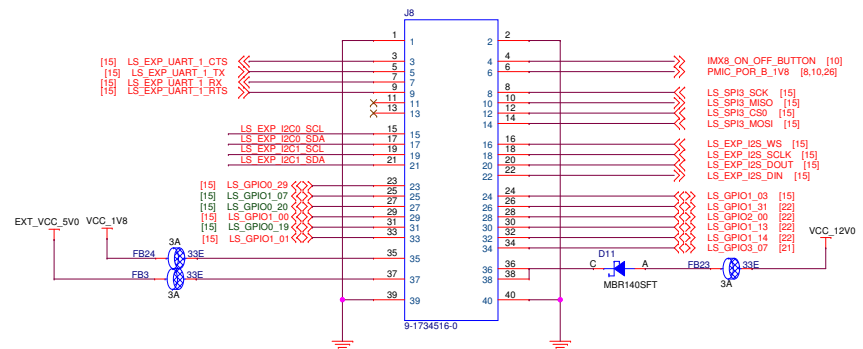 J8
1 1 2 2
[15] LS_EXP_UART_1_CTS 3 3 4 4 IMX8_ON_OFF_BUTTON [10]
[15] LS_EXP_UART_1_TX 5 5 6 6 PMIC_POR_B_1V8 [8,10,26]
[15] LS_EXP_UART_1_RX 7 7
[15] LS_EXP_UART_1_RTS 9 9 8 8 LS_SPI3_SCK [15]
11 11 10 10 LS_SPI3_MISO [15]
13 13 12 12 LS_SPI3_CS0 [15]
14 14 LS_SPI3_MOSI [15]
LS_EXP_I2C0_SCL 15 15
LS_EXP_I2C0_SDA 17 17 16 16 LS_EXP_I2S_WS [15]
LS_EXP_I2C1_SCL 19 19 18 18 LS_EXP_I2S_SCLK [15]
LS_EXP_I2C1_SDA 21 21 20 20 LS_EXP_I2S_DOUT [15]
22 22 LS_EXP_I2S_DIN [15]
[15] LS_GPIO0_29 23 23
[15] LS_GPIO1_07 25 25 24 24 LS_GPIO1_03 [15]
[15] LS_GPIO0_20 27 27 26 26 LS_GPIO1_31 [22]
[15] LS_GPIO1_00 29 29 28 28 LS_GPIO2_00 [22]
[15] LS_GPIO0_19 31 31 30 30 LS_GPIO1_13 [22]
[15] LS_GPIO1_01 33 33 32 32 LS_GPIO1_14 [22]
34 34 LS_GPIO3_07 [21]
EXT_VCC_5V0 VCC_1V8 VCC_12V0
3A
FB24 33E 35 35
FB3 33E 37 37
3A
36 36 C D11 A FB23 33E
38 38 MBR140SFT 3A
39 39 40 40
9-1734516-0